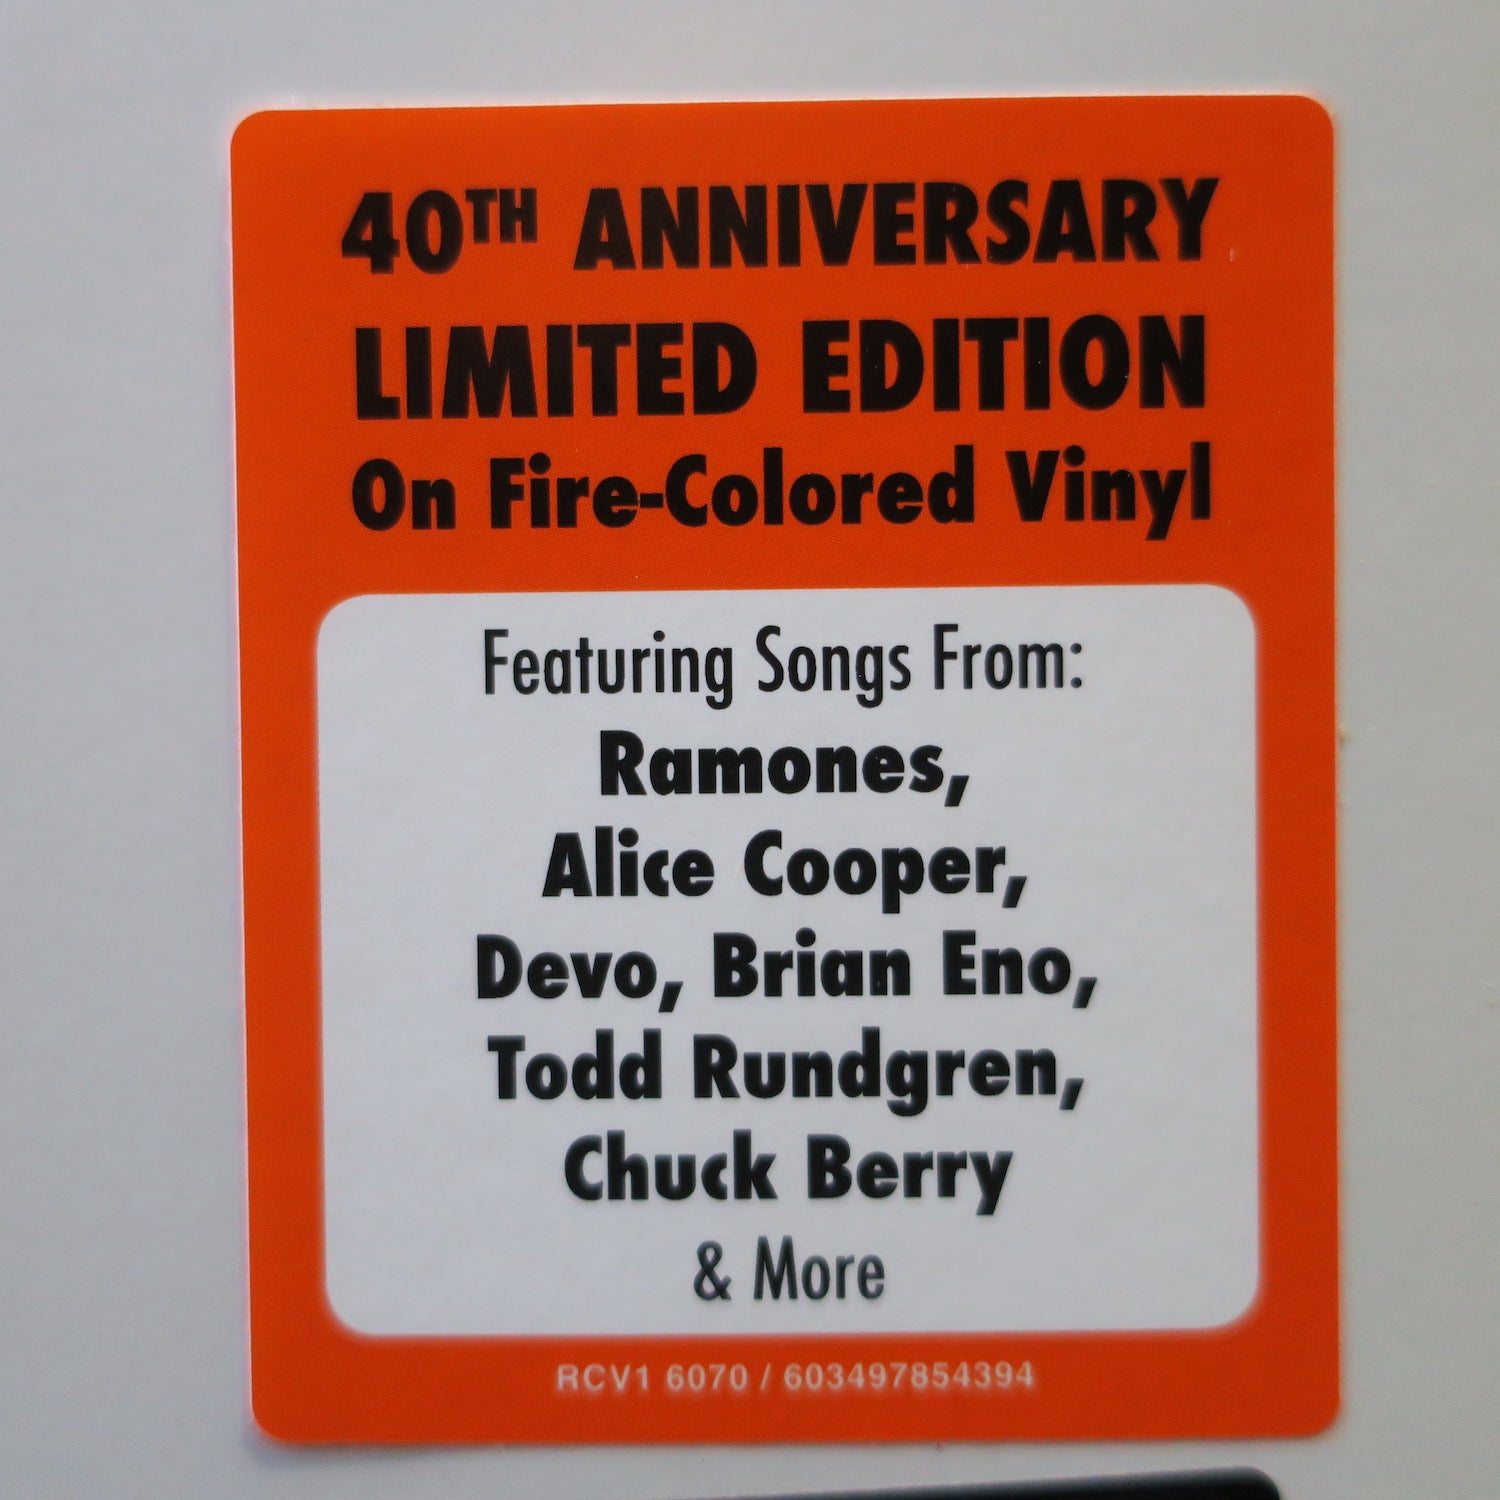 40TH ANNIVERSARY
LIMITED EDITION
On Fire-Colored Vinyl
Featuring Songs From:
Ramones,
Alice Cooper,
Devo, Brian Eno,
Todd Rundgren,
Chuck Berry
& More
RCV1 6070 / 603497854394